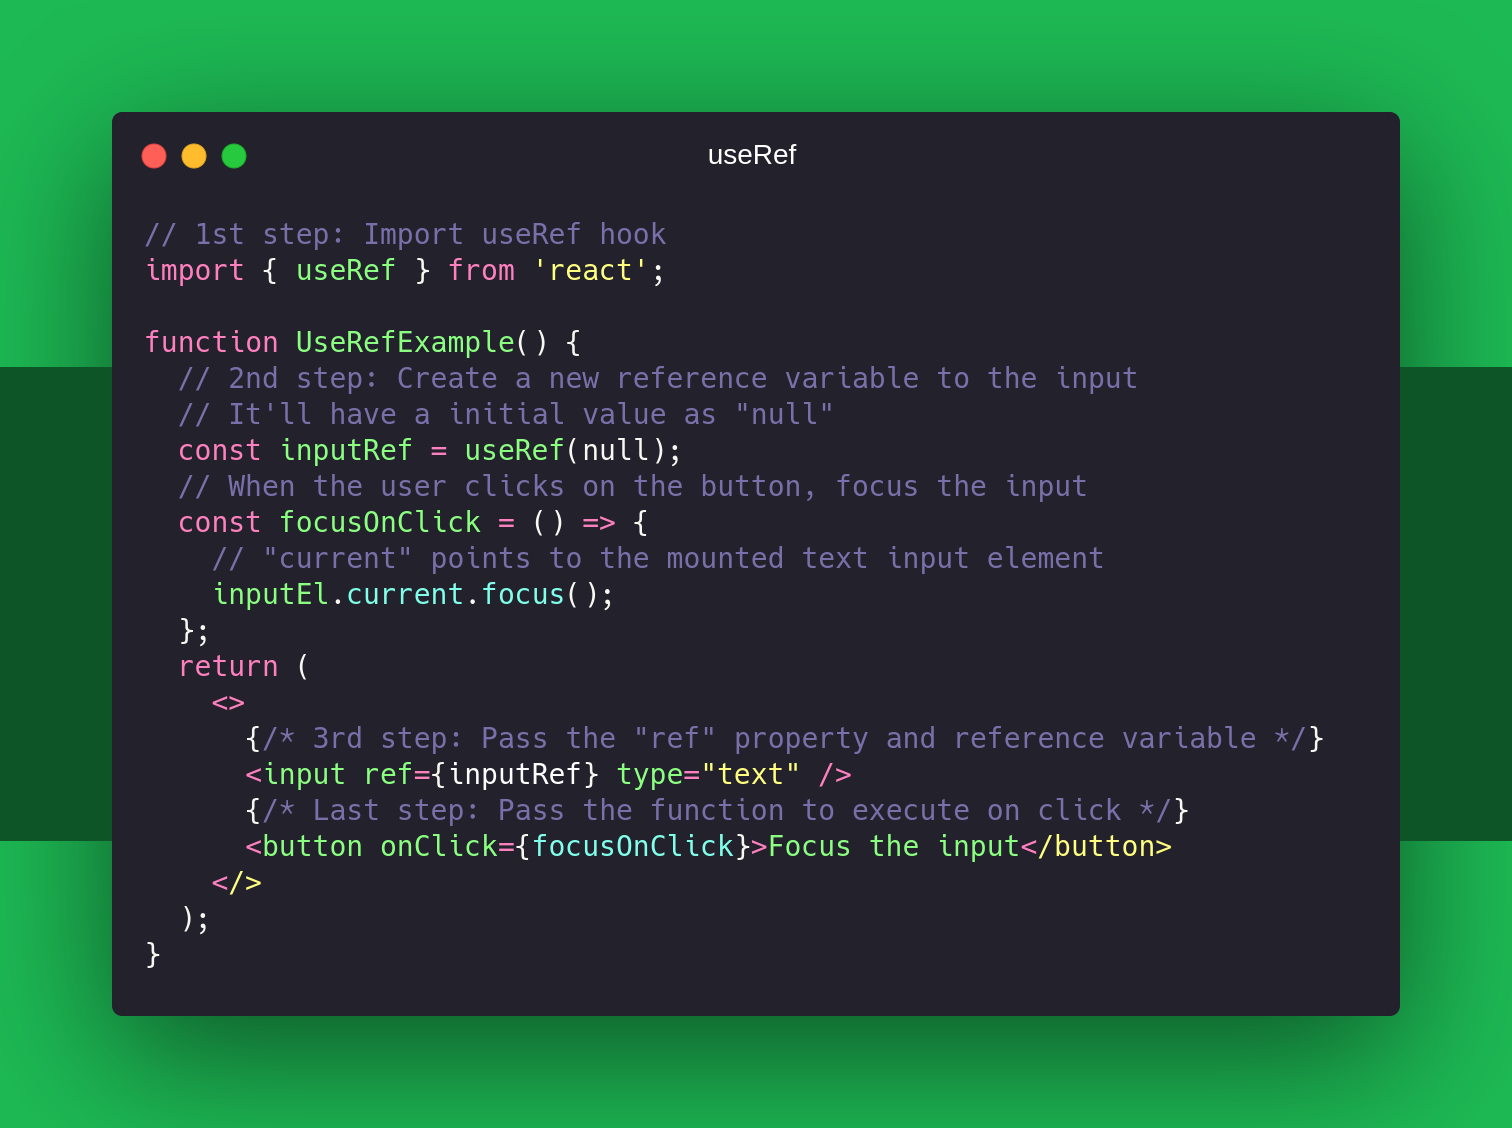 useRef
// 1st step: Import useRef hook
import { useRef } from 'react';
function UseRefExample() {
// 2nd step: Create a new reference variable to the input
// It'll have a initial value as "null"
const inputRef = useRef(null);
// When the user clicks on the button, focus the input
const focusOnClick = () => {
// "current" points to the mounted text input element
inputEl.current.focus();
};
return (
<>
{/* 3rd step: Pass the "ref" property and reference variable */}
<input ref={inputRef} type="text" />
{/* Last step: Pass the function to execute on click */}
<button onClick={focusOnClick}>Focus the input</button>
</>
);
}